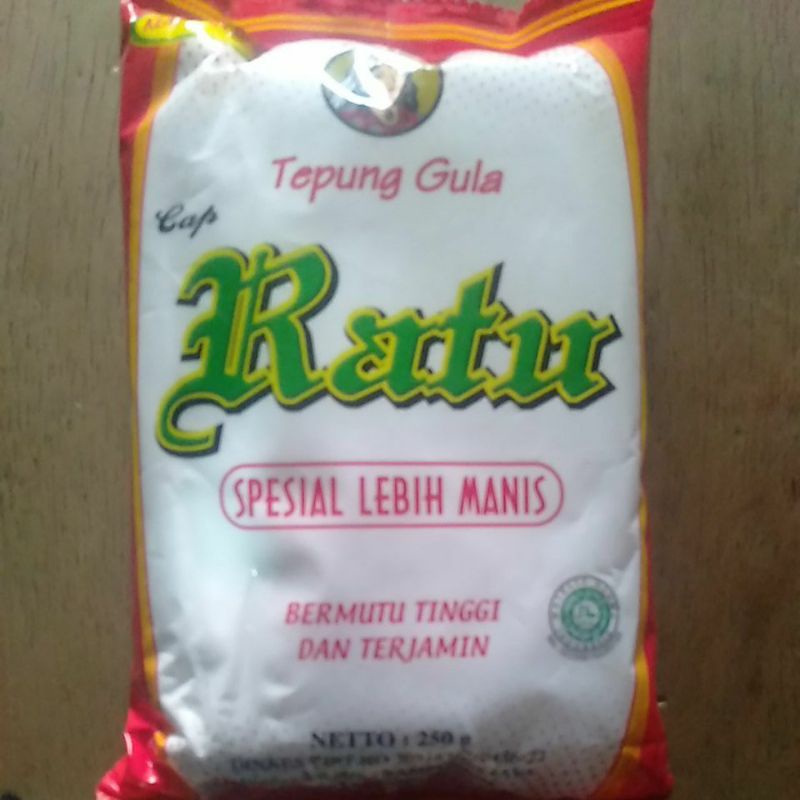 Tepung Gula
Cap
Ratu
SPESIAL LEBIH MANIS
BERMUTU TINGGI
DAN TERJAMIN
NETTO : 250 g